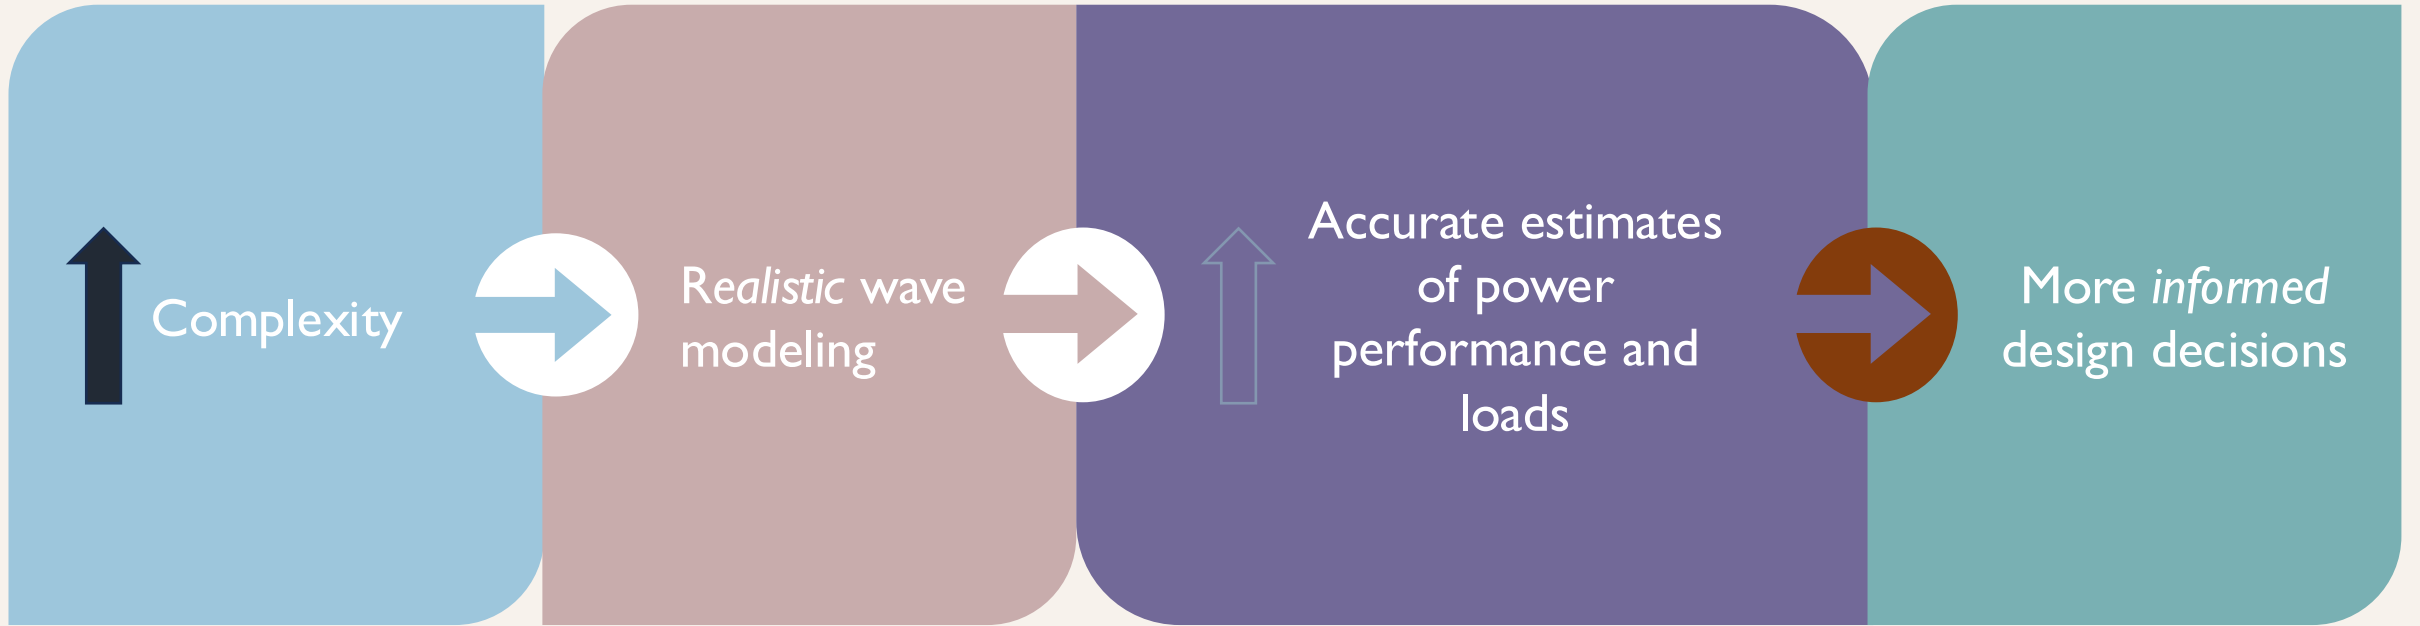 Complexity
Realistic wave
modeling
Accurate estimates
of power
performance and
loads
More informed
design decisions